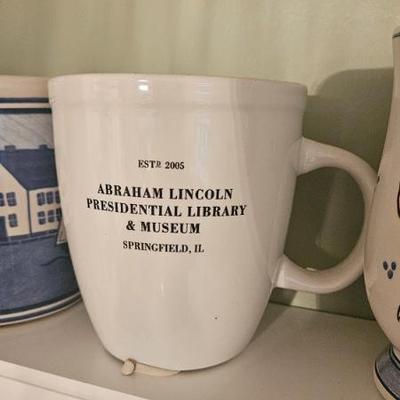 ESTD 2005
ABRAHAM LINCOLN
PRESIDENTIAL LIBRARY
& MUSEUM
SPRINGFIELD, IL